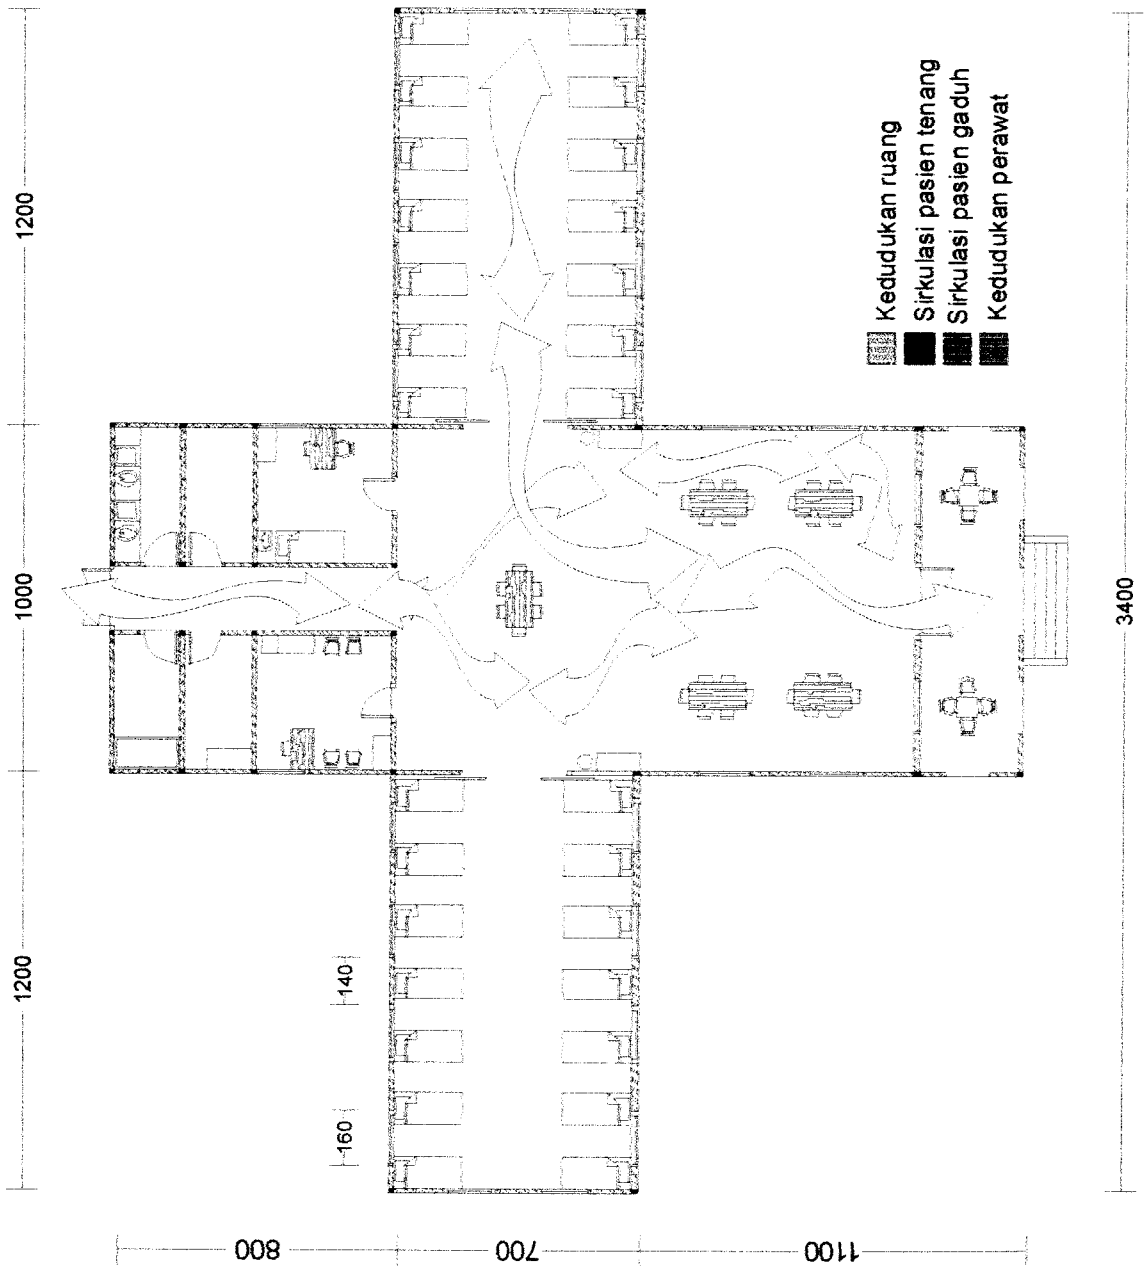 1200
1000
1200
Kedudukan ruang
Sirkulasi pasien tenang
Sirkulasi pasien gaduh
Kedudukan perawat
140
160
3400
800
700
1100